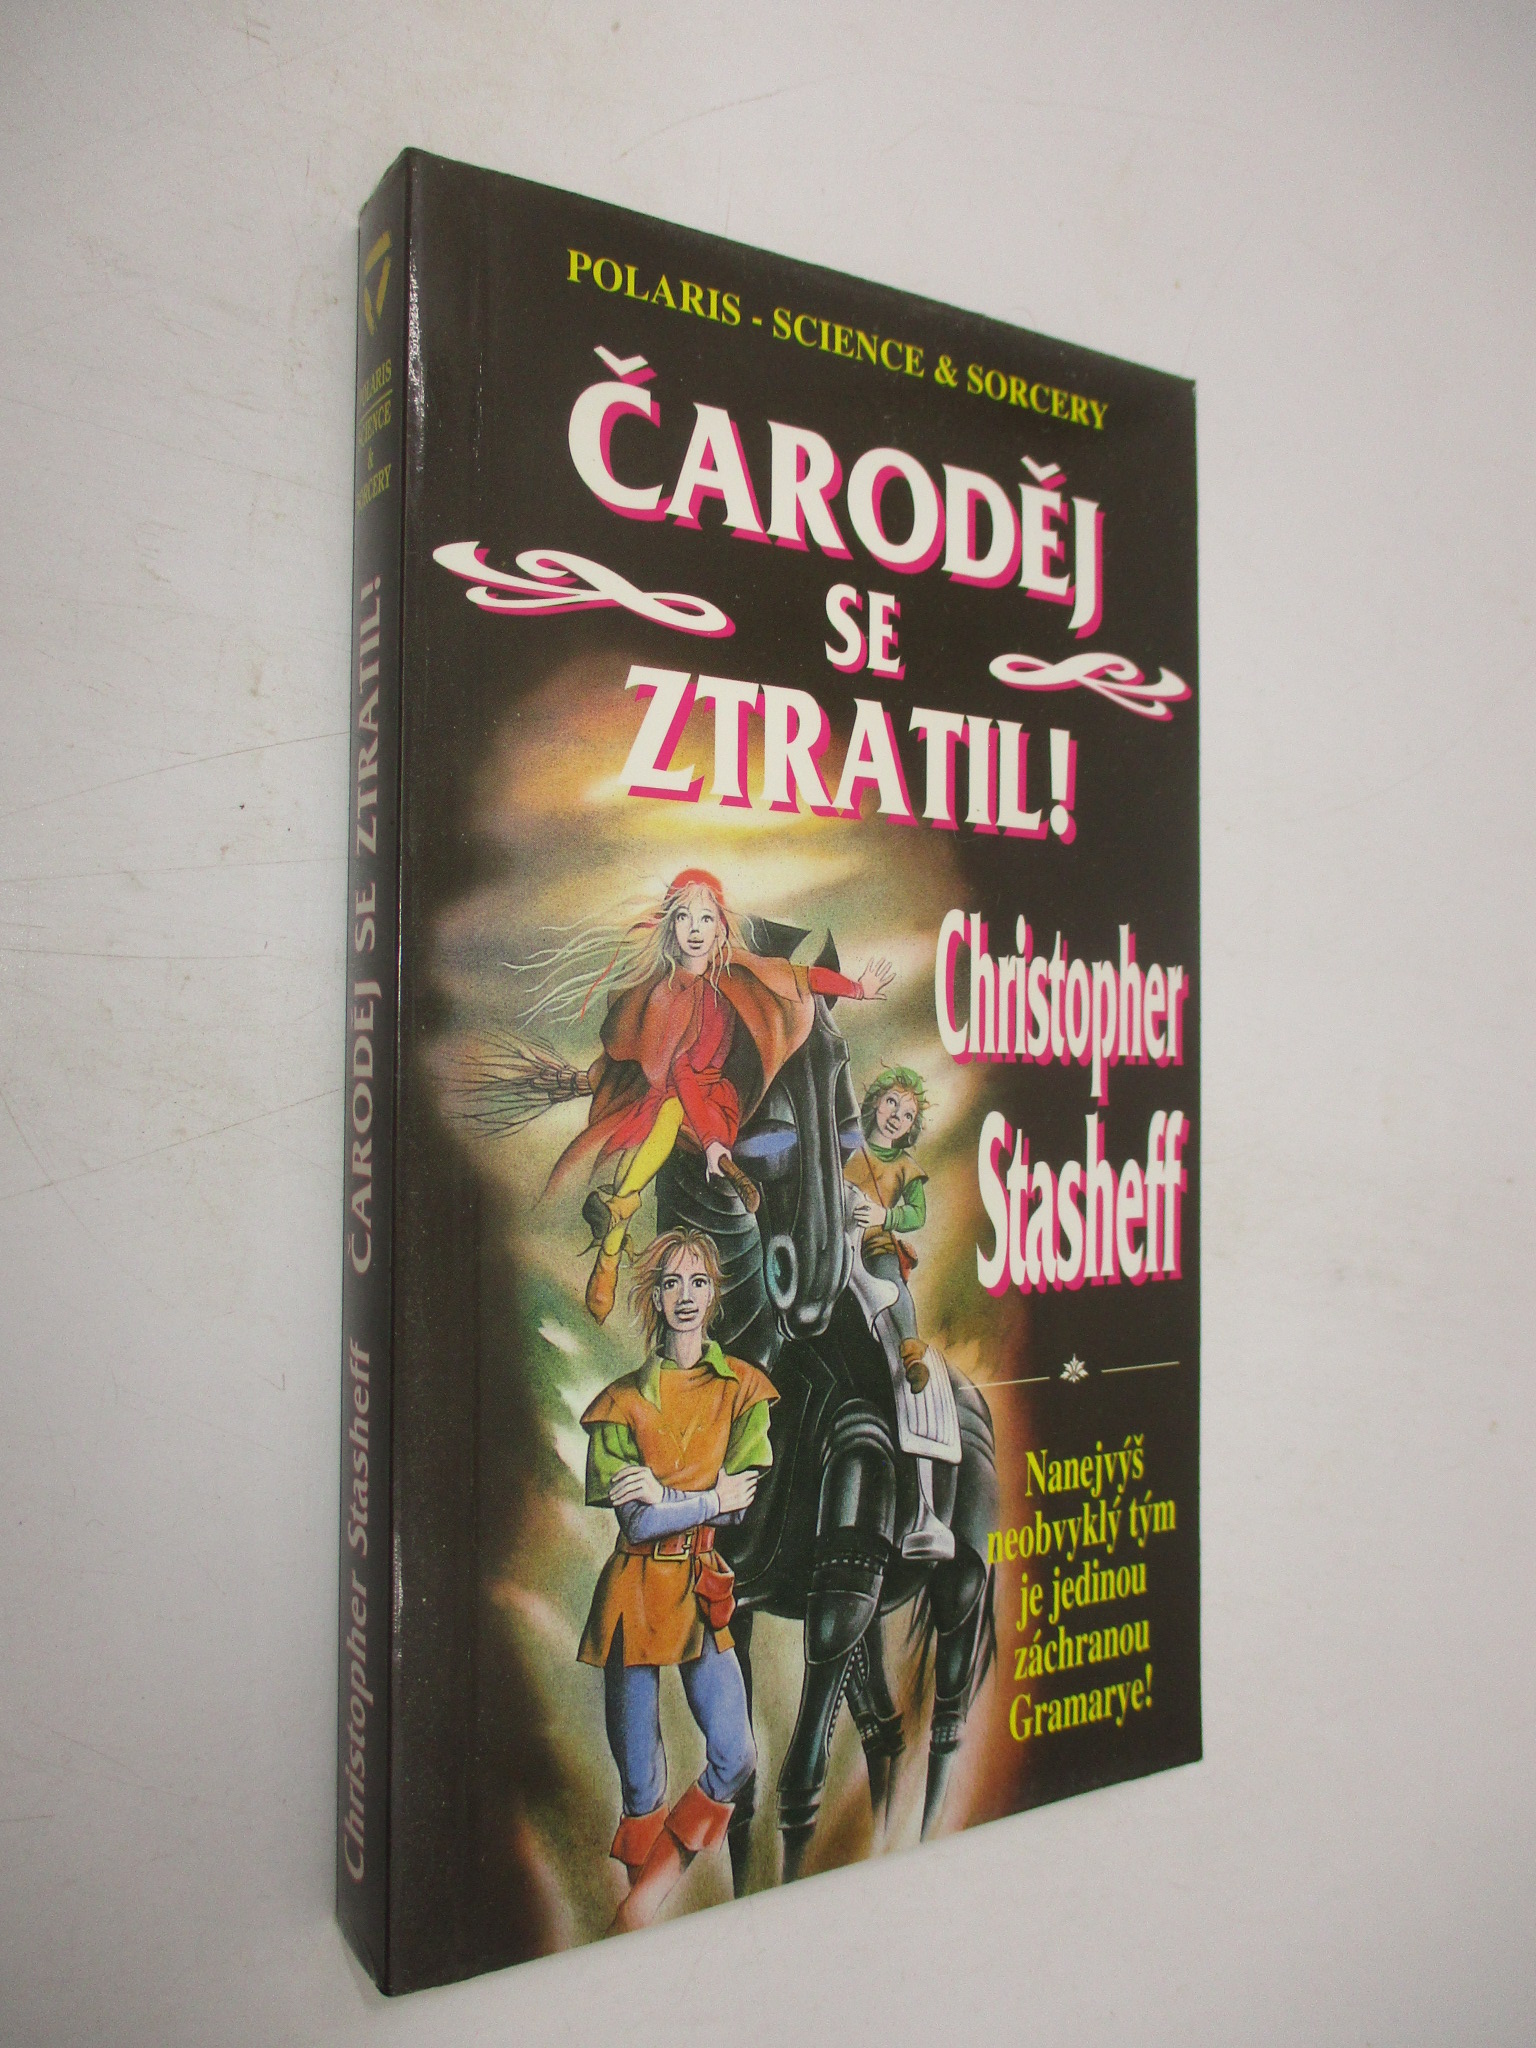 POLARIS - SCIENCE & SORCERY
ČARODĚJ
SE
ZTRATIL!
Christopher
Stasheff
Nanejvýš
neobvyklý tým
je jedinou
záchranou
Gramarye!
POLARIS
SCIENCE
&
SORCERY
Christopher Stasheff ČARODĚJ SE ZTRATIL!